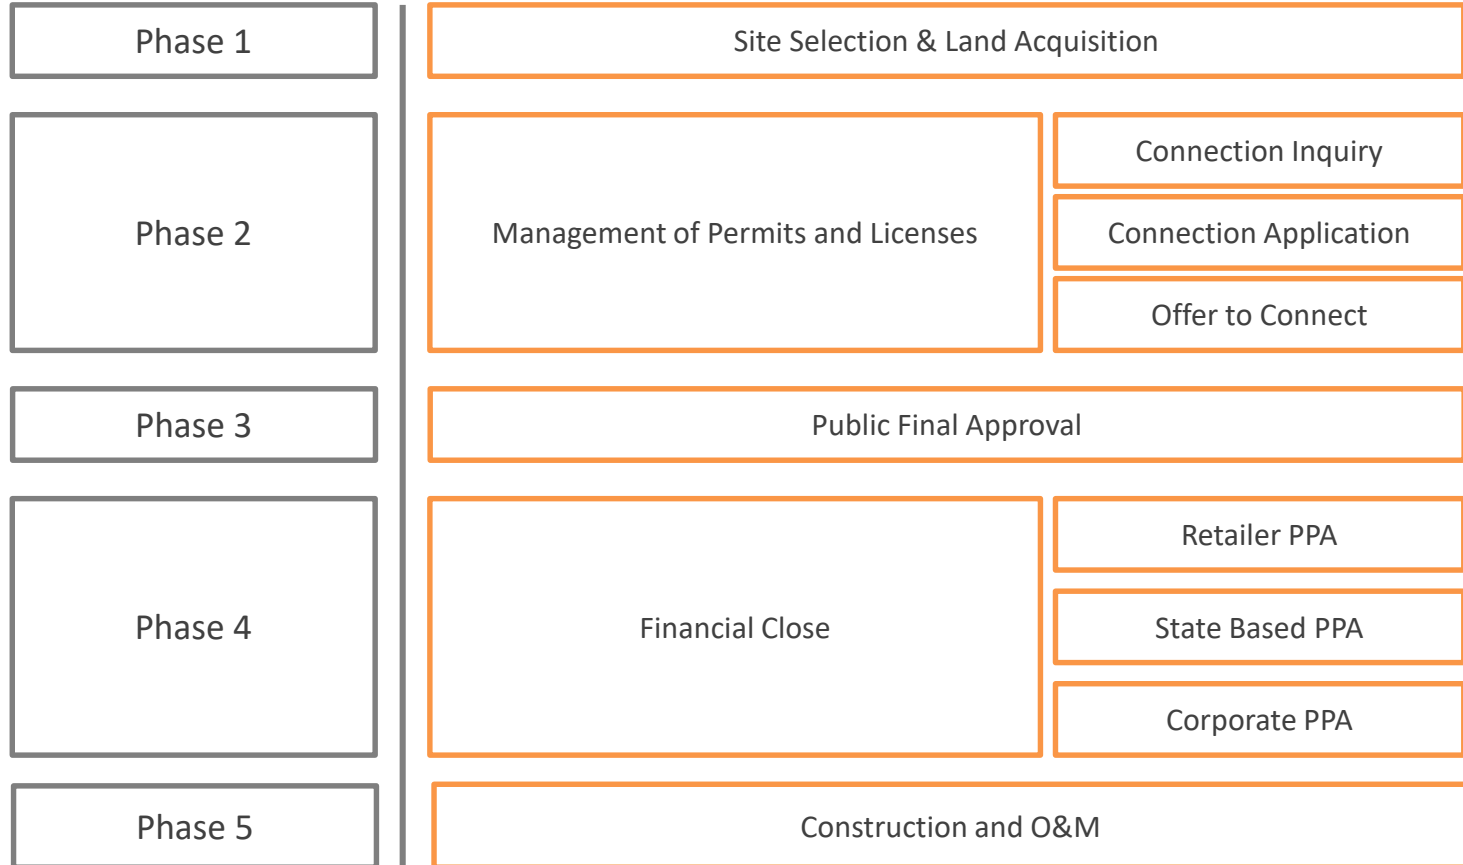 Phase 1
Site Selection & Land Acquisition
Phase 2
Management of Permits and Licenses
Connection Inquiry
Connection Application
Offer to Connect
Phase 3
Public Final Approval
Phase 4
Financial Close
Retailer PPA
State Based PPA
Corporate PPA
Phase 5
Construction and O&M